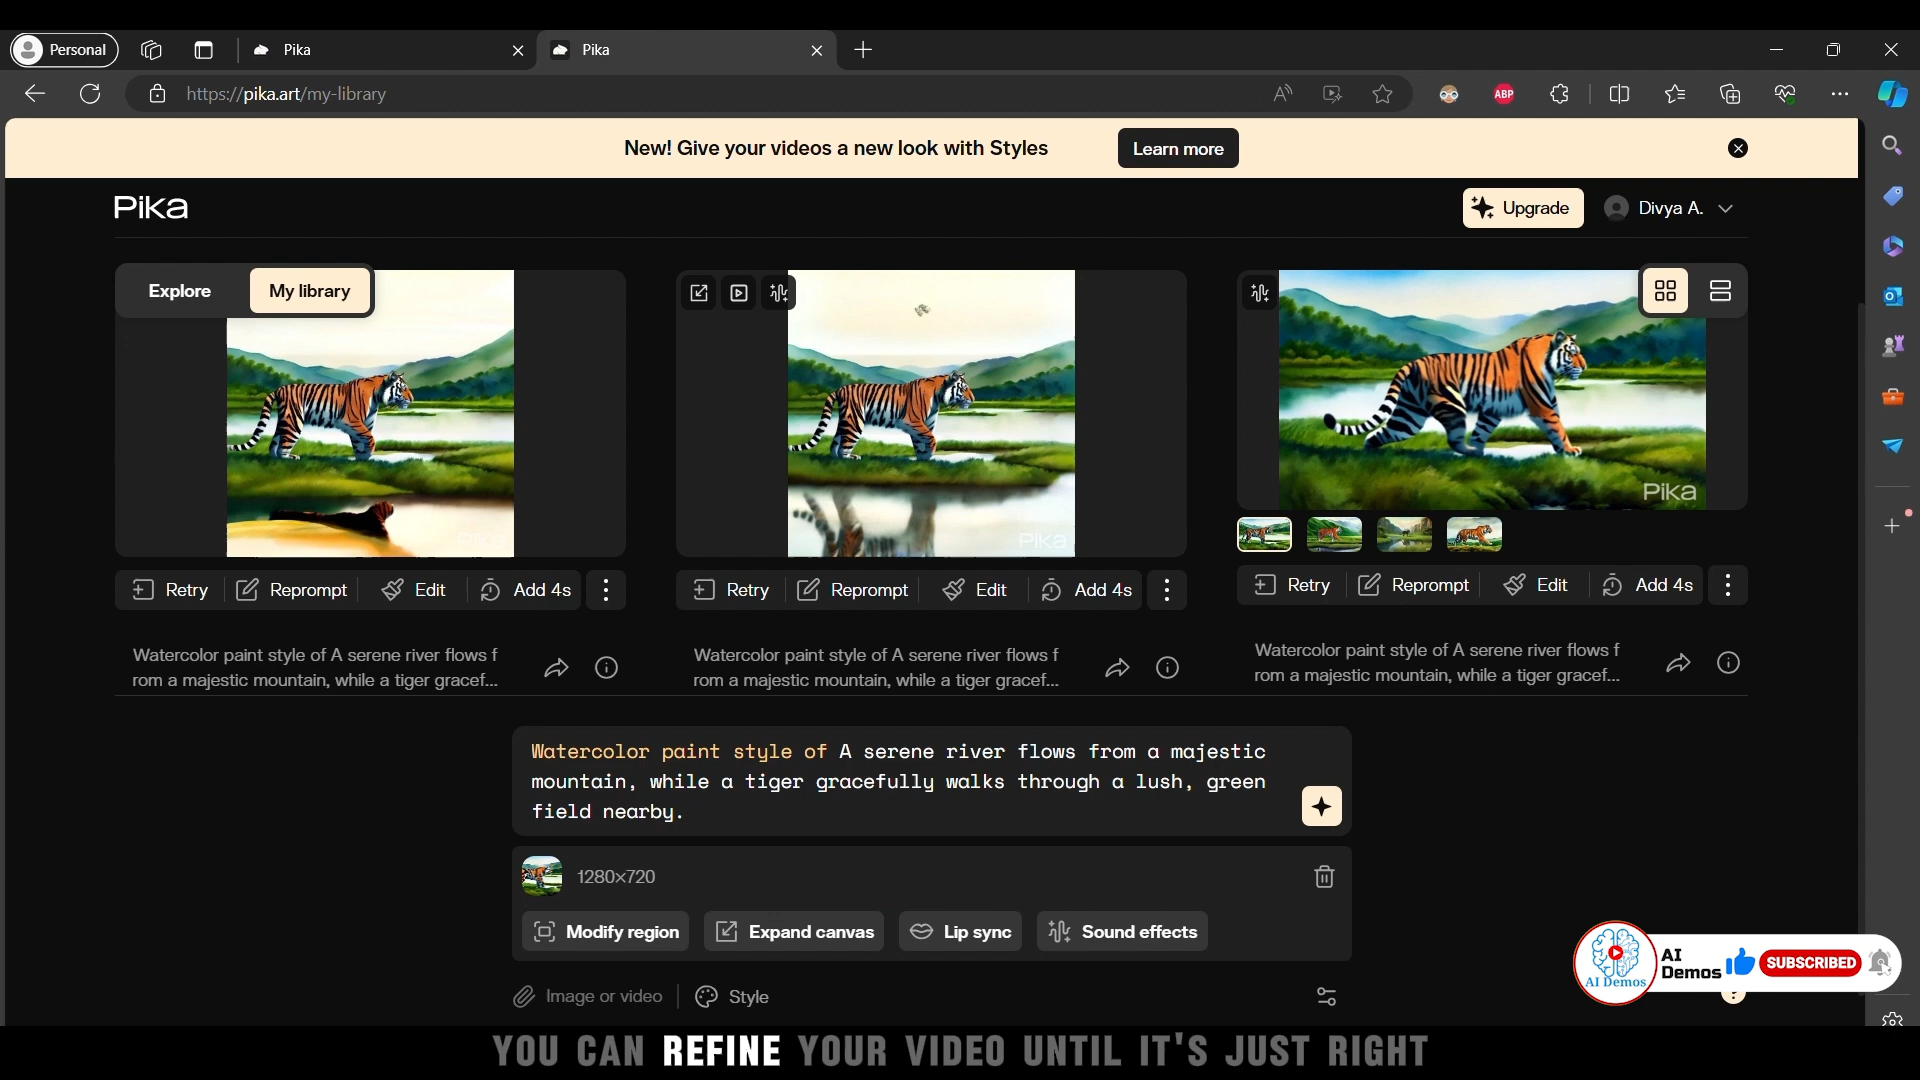 Personal
Pika
Pika
https://pika.art/my-library
ABP
New! Give your videos a new look with Styles
Learn more
Pika
Upgrade
Divya A.
Explore
My library
Pika
Pika
Retry
Reprompt
Edit
Add 4s
Retry
Reprompt
Edit
Add 4s
Retry
Reprompt
Edit
Add 4s
Watercolor paint style of A serene river flows f
rom a majestic mountain, while a tiger gracef...
Watercolor paint style of A serene river flows f
rom a majestic mountain, while a tiger gracef...
Watercolor paint style of A serene river flows f
rom a majestic mountain, while a tiger gracef...
Watercolor paint style of A serene river flows from a majestic
mountain, while a tiger gracefully walks through a lush, green
field nearby.
1280×720
Modify region
Expand canvas
Lip sync
Sound effects
Image or video
Style
AI Demos
AI
Demos
SUBSCRIBED
YOU CAN REFINE YOUR VIDEO UNTIL IT'S JUST RIGHT